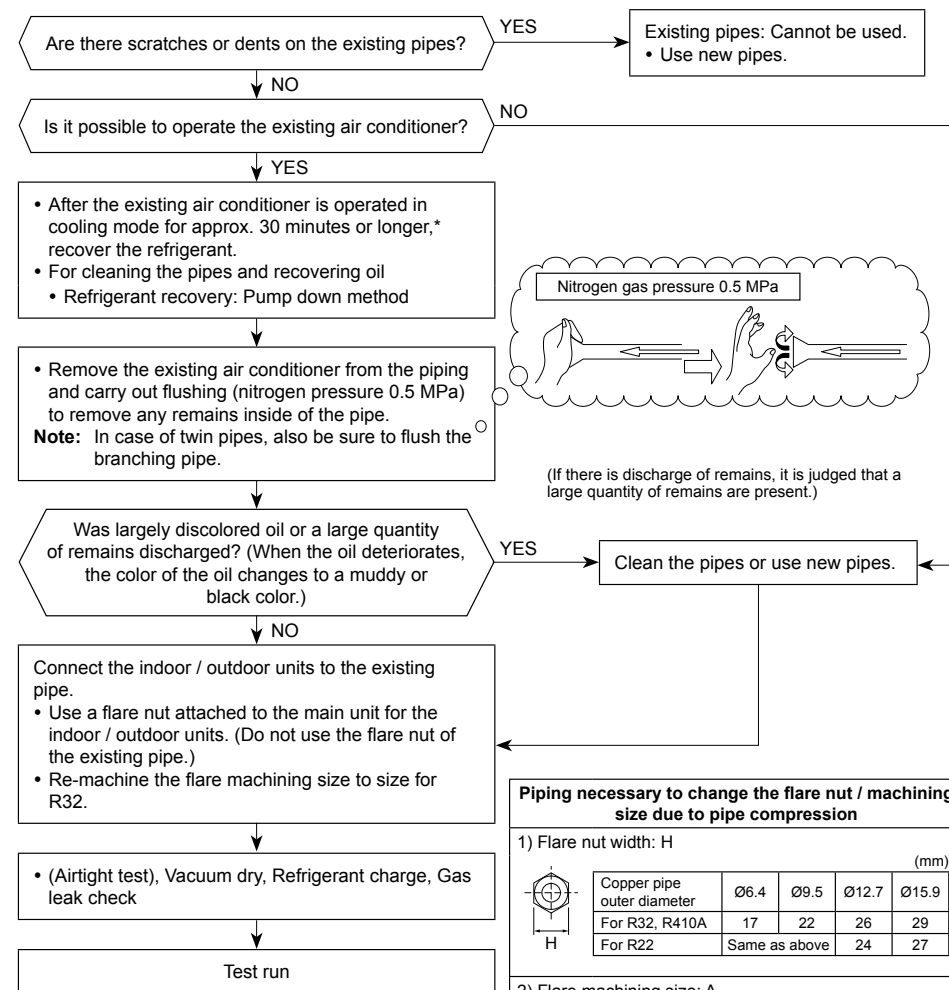 Are there scratches or dents on the existing pipes?
YES
Existing pipes: Cannot be used.
• Use new pipes.
NO
Is it possible to operate the existing air conditioner?
NO
YES
• After the existing air conditioner is operated in
cooling mode for approx. 30 minutes or longer,*
recover the refrigerant.
• For cleaning the pipes and recovering oil
• Refrigerant recovery: Pump down method
Nitrogen gas pressure 0.5 MPa
• Remove the existing air conditioner from the piping
and carry out flushing (nitrogen pressure 0.5 MPa)
to remove any remains inside of the pipe.
Note: In case of twin pipes, also be sure to flush the
branching pipe.
(If there is discharge of remains, it is judged that a
large quantity of remains are present.)
Was largely discolored oil or a large quantity
of remains discharged? (When the oil deteriorates,
the color of the oil changes to a muddy or
black color.)
YES
Clean the pipes or use new pipes.
NO
Connect the indoor / outdoor units to the existing
pipe.
• Use a flare nut attached to the main unit for the
indoor / outdoor units. (Do not use the flare nut of
the existing pipe.)
• Re-machine the flare machining size to size for
R32.
• (Airtight test), Vacuum dry, Refrigerant charge, Gas
leak check
Test run
Piping necessary to change the flare nut / machining
size due to pipe compression
1) Flare nut width: H
(mm)
H
Copper pipe
outer diameter Ø6.4 Ø9.5 Ø12.7 Ø15.9
For R32, R410A 17 22 26 29
For R22 Same as above 24 27
2) Flare machining size: A